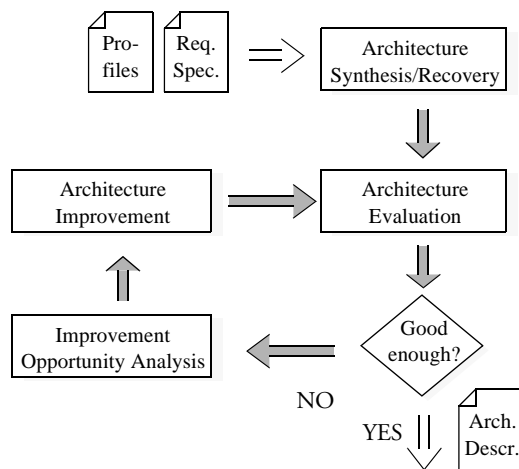 Pro-
files
Req.
Spec.
Architecture
Synthesis/Recovery
Architecture
Improvement
Architecture
Evaluation
Improvement
Opportunity Analysis
Good
enough?
NO
YES
Arch.
Descr.